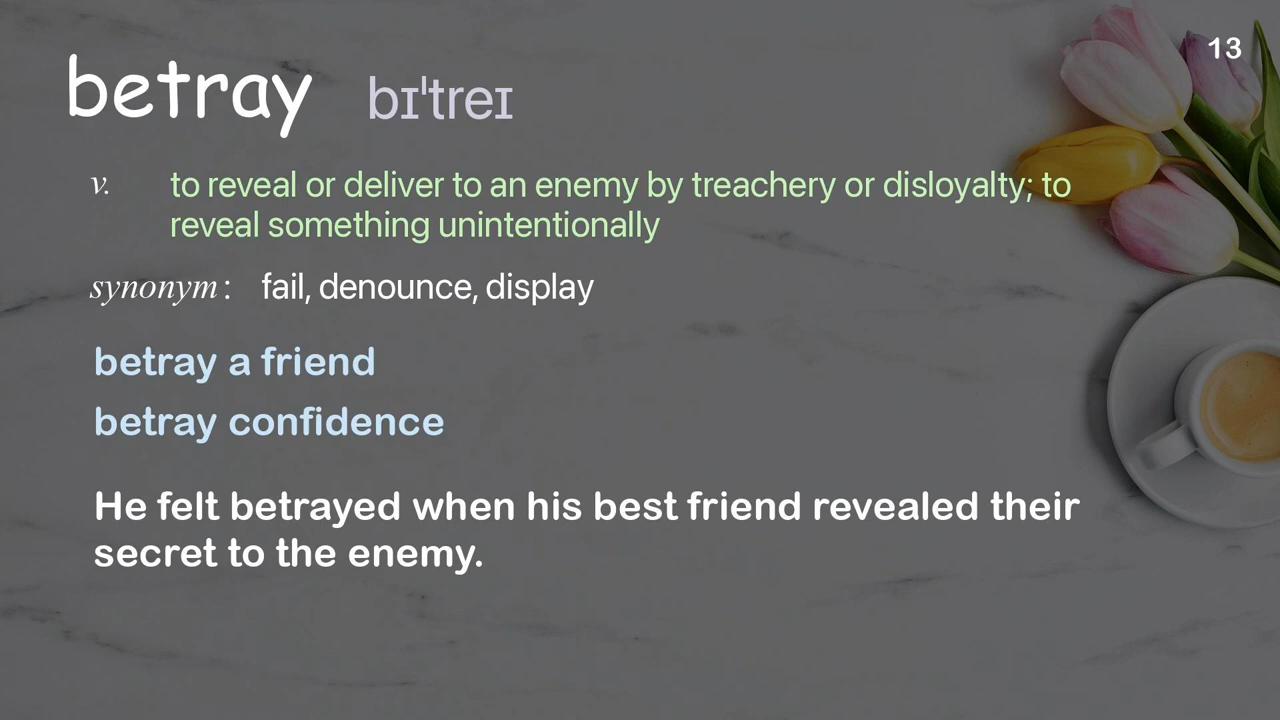 13
betray bɪˈtreɪ
v. to reveal or deliver to an enemy by treachery or disloyalty; to
reveal something unintentionally
synonym: fail, denounce, display
betray a friend
betray confidence
He felt betrayed when his best friend revealed their
secret to the enemy.